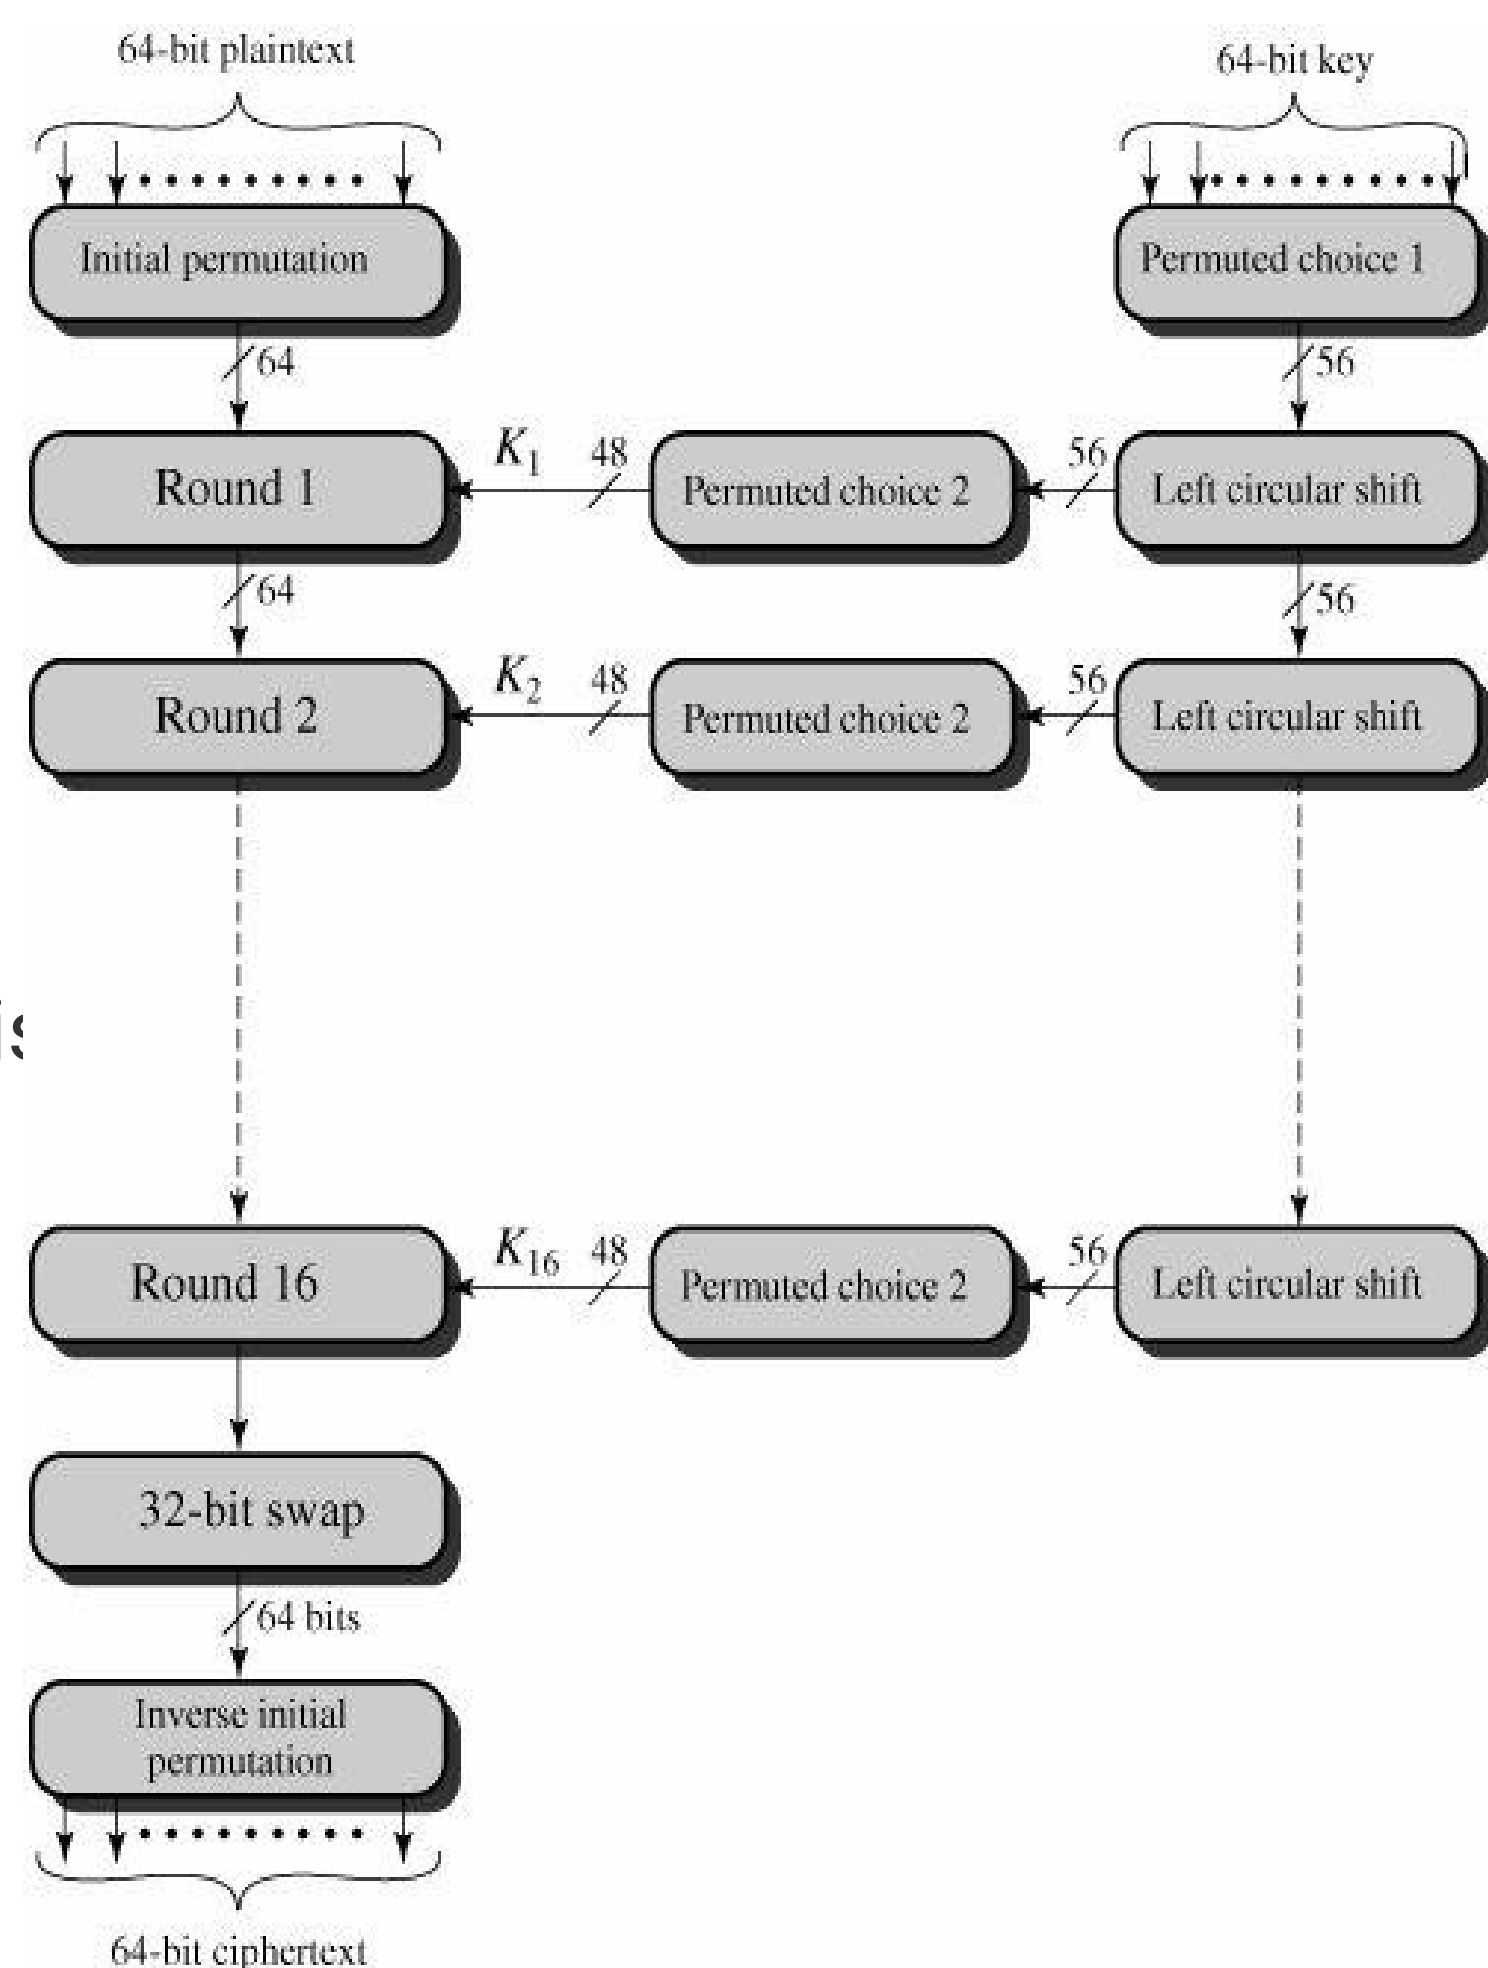 64-bit plaintext
64-bit key
Initial permutation
Permuted choice 1
64
56
Round 1
K1
48
Permuted choice 2
56
Left circular shift
64
56
Round 2
K2
48
Permuted choice 2
56
Left circular shift
is
Round 16
K16
48
Permuted choice 2
56
Left circular shift
32-bit swap
64 bits
Inverse initial
permutation
64-bit ciphertext